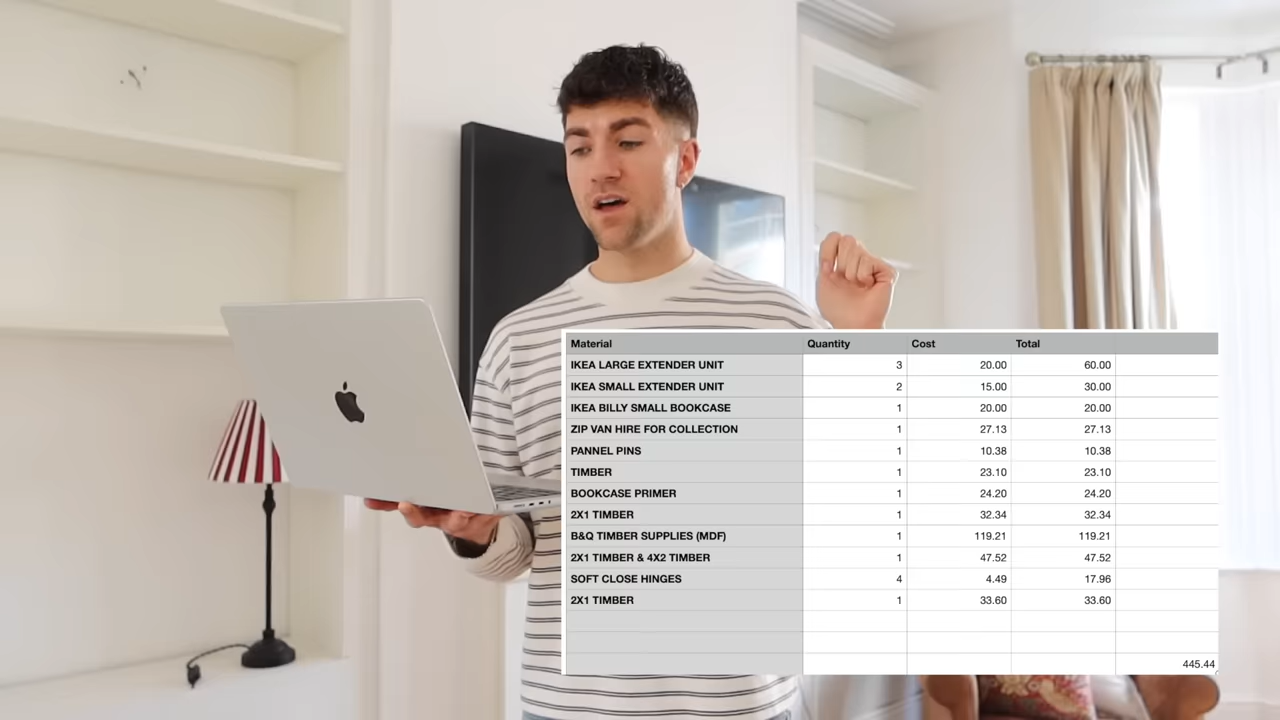 Material Quantity Cost Total
IKEA LARGE EXTENDER UNIT 3 20.00 60.00
IKEA SMALL EXTENDER UNIT 2 15.00 30.00
IKEA BILLY SMALL BOOKCASE 1 20.00 20.00
ZIP VAN HIRE FOR COLLECTION 1 27.13 27.13
PANNEL PINS 1 10.38 10.38
TIMBER 1 23.10 23.10
BOOKCASE PRIMER 1 24.20 24.20
2X1 TIMBER 1 32.34 32.34
B&Q TIMBER SUPPLIES (MDF) 1 119.21 119.21
2X1 TIMBER & 4X2 TIMBER 1 47.52 47.52
SOFT CLOSE HINGES 4 4.49 17.96
2X1 TIMBER 1 33.60 33.60
445.44